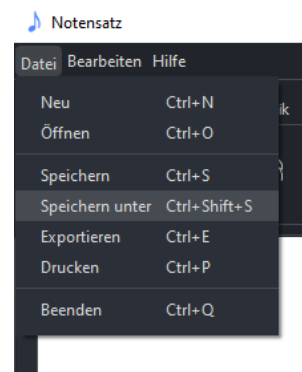 Notensatz
Datei Bearbeiten Hilfe
Neu Ctrl+N
Öffnen Ctrl+O
Speichern Ctrl+S
Speichern unter Ctrl+Shift+S
Exportieren Ctrl+E
Drucken Ctrl+P
Beenden Ctrl+Q
ik